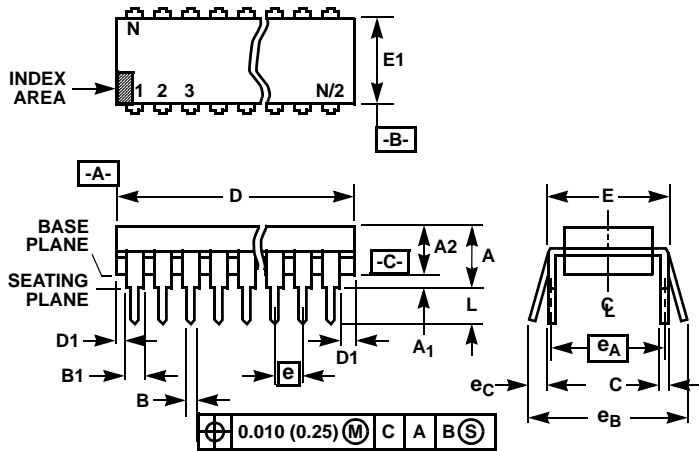 N
E1
INDEX
AREA
1 2 3 N/2
-B-
-A-
D
E
BASE
PLANE
A2
A
-C-
SEATING
PLANE
L
C̵L
D1
A1
D1
eA
B1
e
eC
C
B
eB
0.010 (0.25) Ⓜ C A B Ⓢ